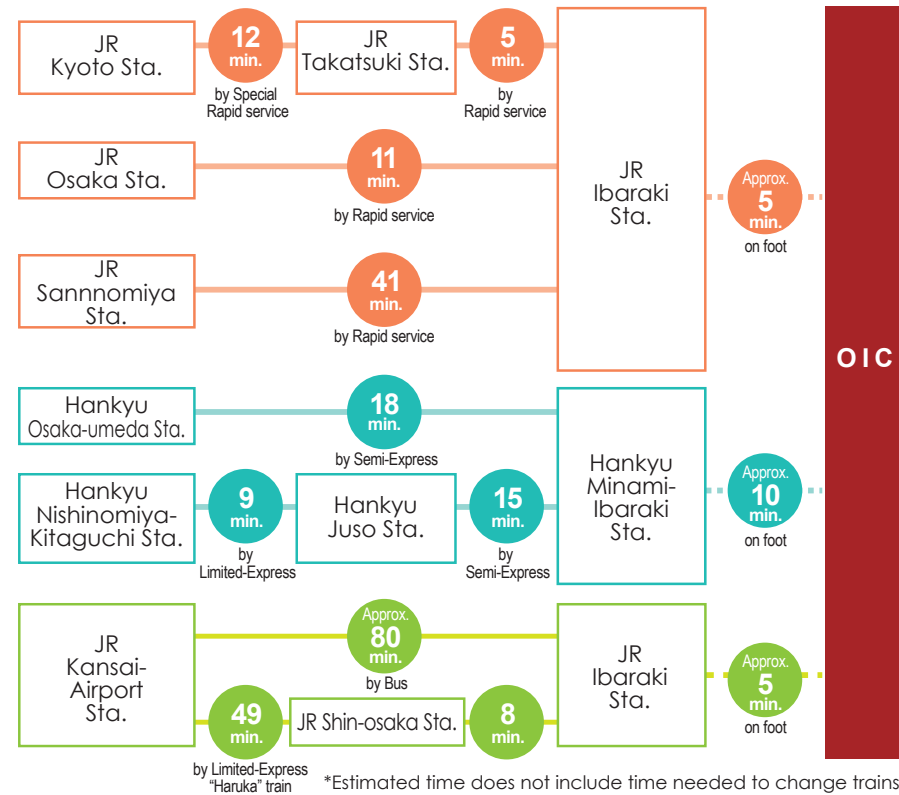 JR
Kyoto Sta.
12
min.
by Special
Rapid service
JR
Takatsuki Sta.
5
min.
by
Rapid service
JR
Osaka Sta.
11
min.
by Rapid service
JR
Sannnomiya
Sta.
41
min.
by Rapid service
JR
Ibaraki
Sta.
Approx.
5
min.
on foot
OIC
Hankyu
Osaka-umeda Sta.
18
min.
by Semi-Express
Hankyu
Nishinomiya-
Kitaguchi Sta.
9
min.
by
Limited-Express
Hankyu
Juso Sta.
15
min.
by
Semi-Express
Hankyu
Minami-
Ibaraki
Sta.
Approx.
10
min.
on foot
JR
Kansai-
Airport
Sta.
Approx.
80
min.
by Bus
49
min.
by Limited-Express
"Haruka" train
JR Shin-osaka Sta.
8
min.
JR
Ibaraki
Sta.
Approx.
5
min.
on foot
*Estimated time does not include time needed to change trains